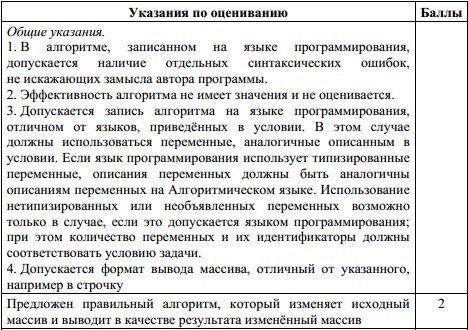 Указания по оцениванию Баллы
Общие указания.
1. В алгоритме, записанном на языке программирования,
допускается наличие отдельных синтаксических ошибок,
не искажающих замысла автора программы.
2. Эффективность алгоритма не имеет значения и не оценивается.
3. Допускается запись алгоритма на языке программирования,
отличном от языков, приведённых в условии. В этом случае
должны использоваться переменные, аналогичные описанным в
условии. Если язык программирования использует типизированные
переменные, описания переменных должны быть аналогичны
описаниям переменных на Алгоритмическом языке. Использование
нетипизированных или необъявленных переменных возможно
только в случае, если это допускается языком программирования;
при этом количество переменных и их идентификаторы должны
соответствовать условию задачи.
4. Допускается формат вывода массива, отличный от указанного,
например в строчку
Предложен правильный алгоритм, который изменяет исходный 2
массив и выводит в качестве результата изменённый массив